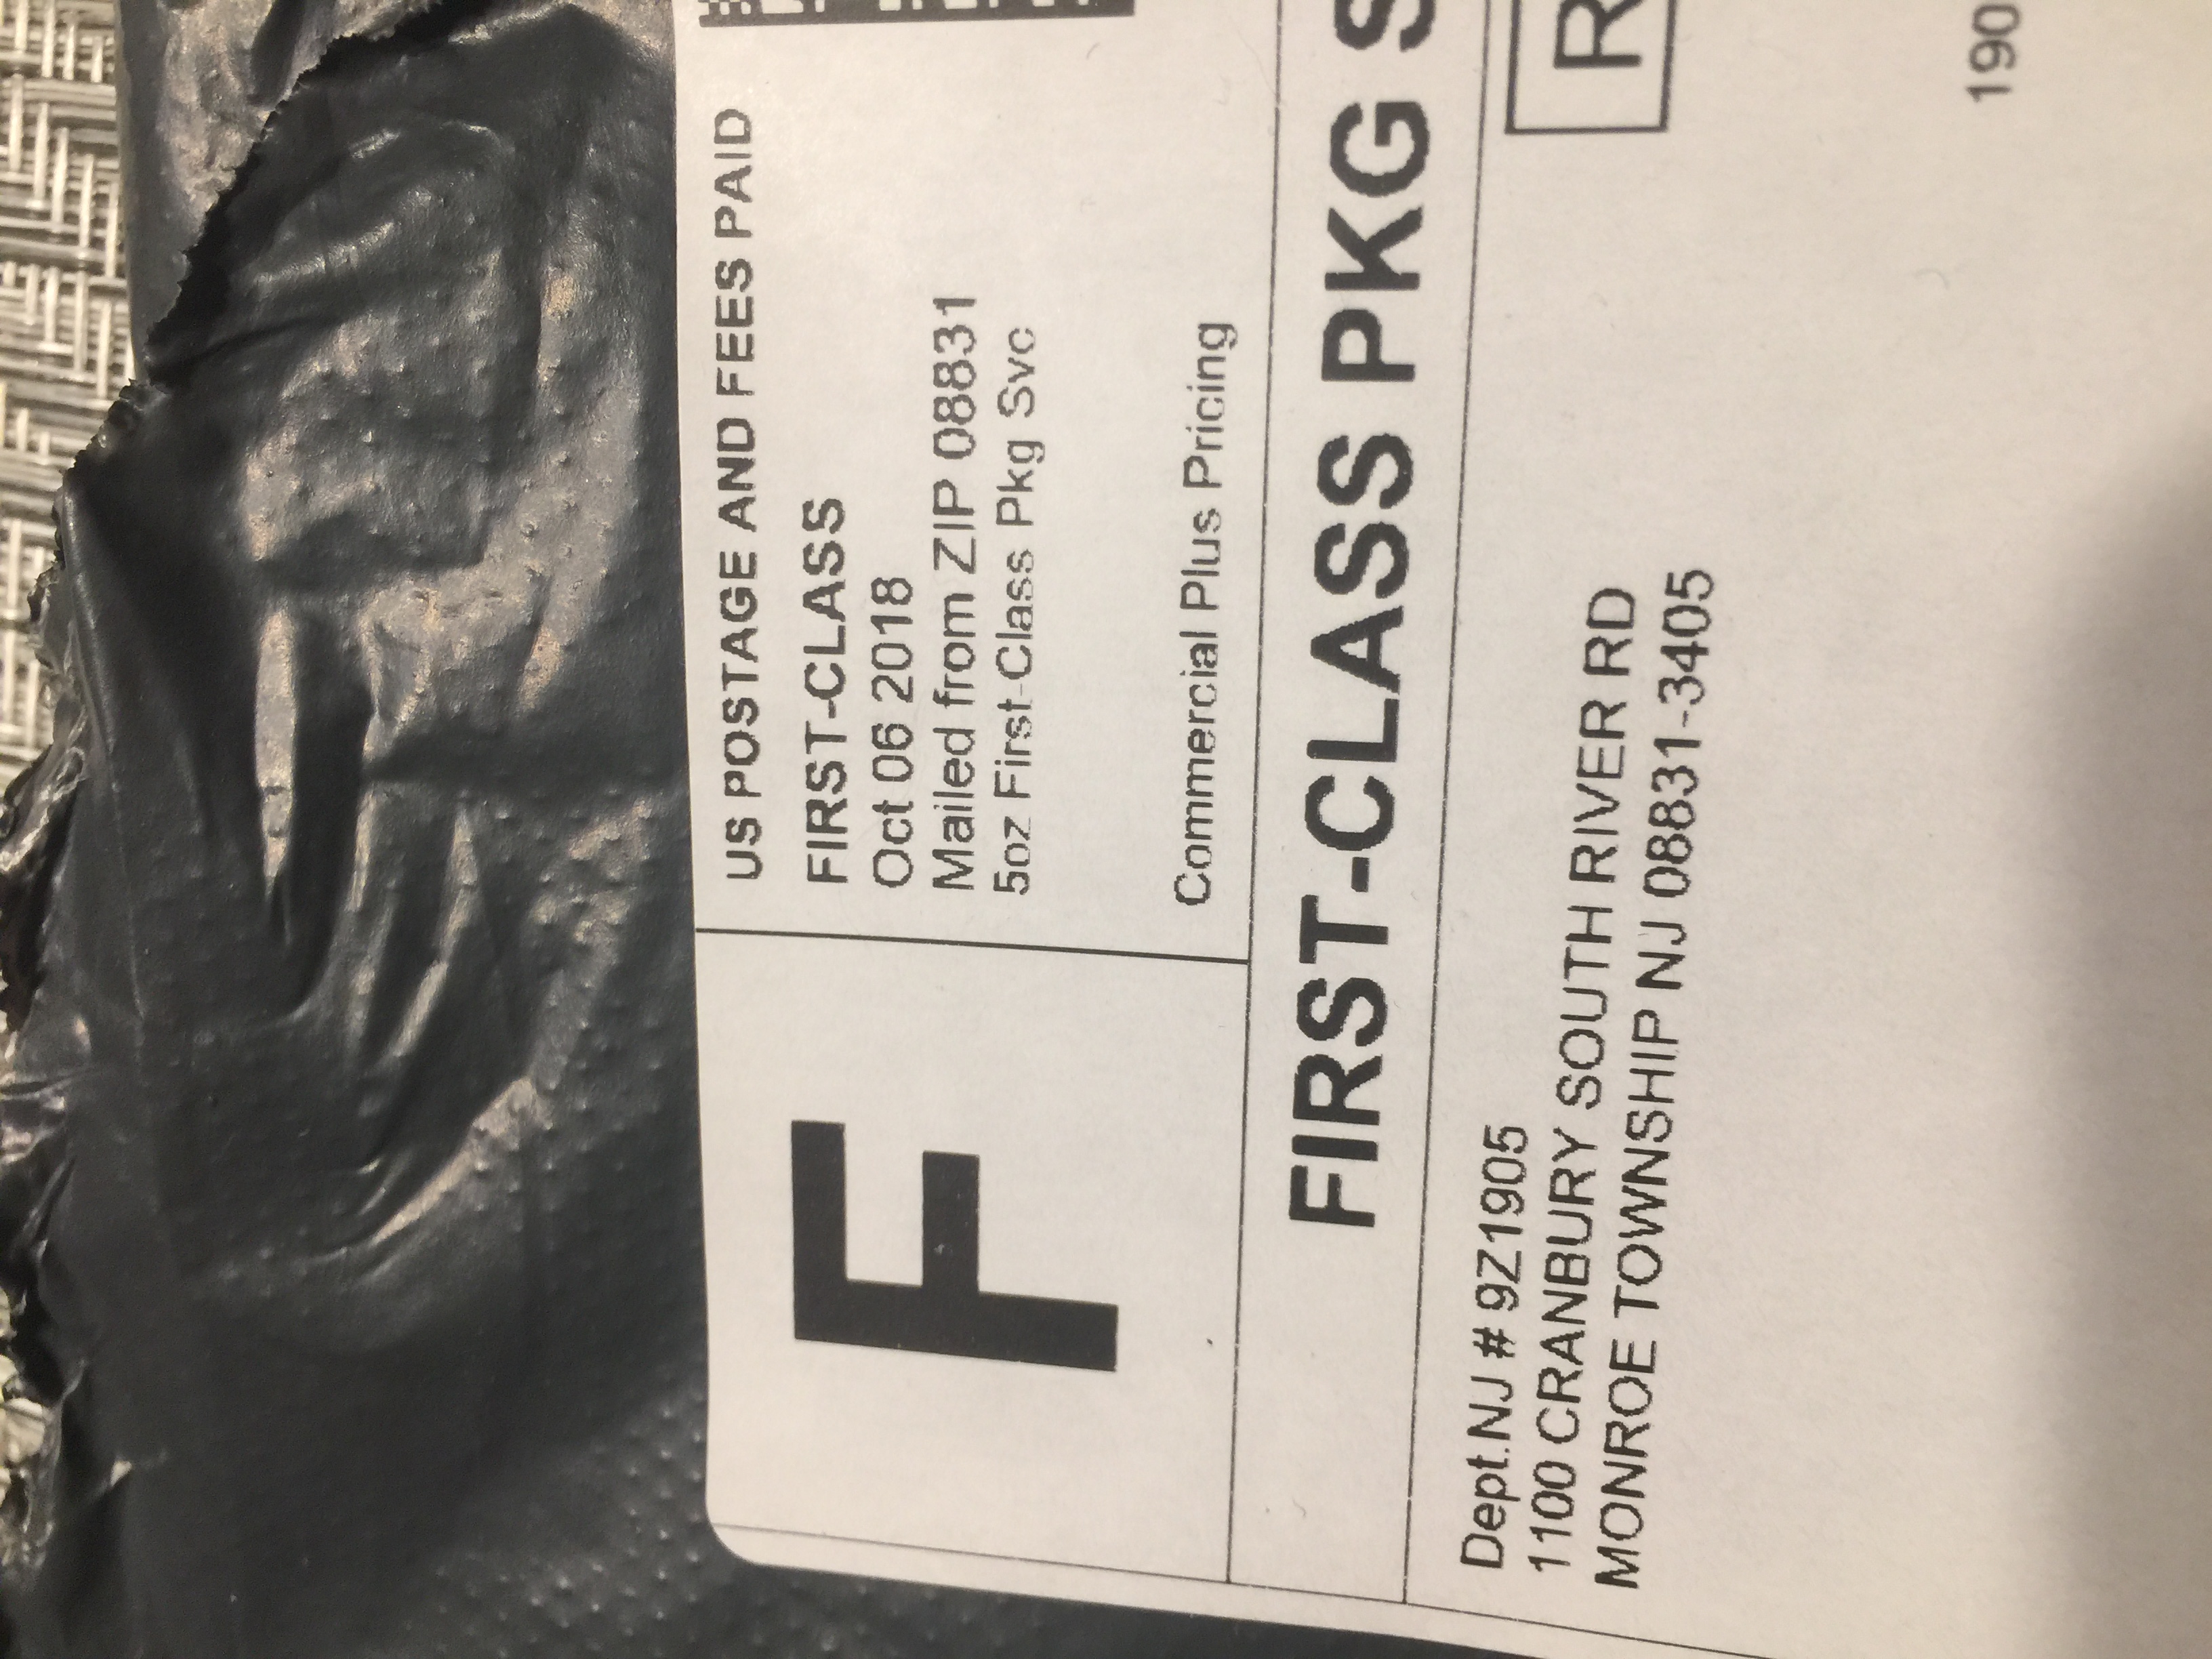 F
US POSTAGE AND FEES PAID
FIRST-CLASS
Oct 06 2018
Mailed from ZIP 08831
5oz First-Class Pkg Svc
Commercial Plus Pricing
FIRST-CLASS PKG S
Dept.NJ # 9Z1905
1100 CRANBURY SOUTH RIVER RD
MONROE TOWNSHIP NJ 08831-3405
R
190